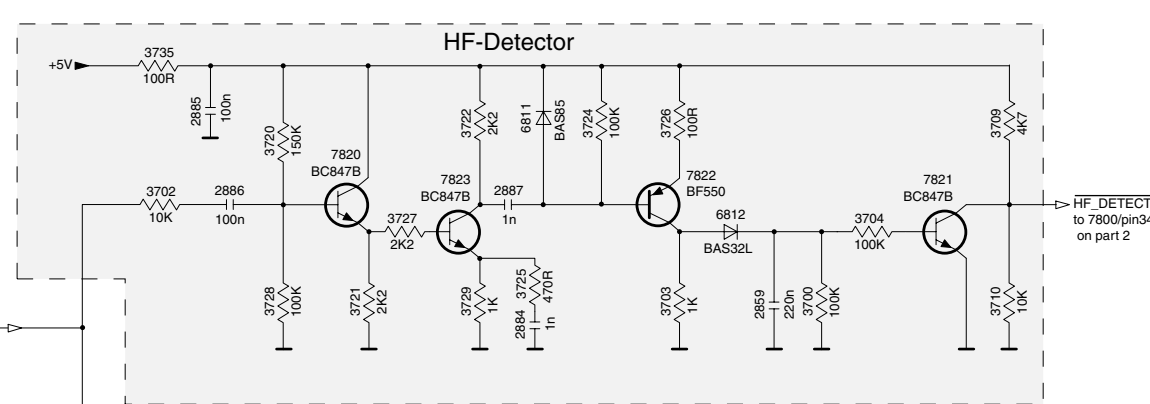 HF-Detector
+5V
3735
100R
2885
100n
3720
150K
7820
BC847B
3722
2K2
6811
BAS85
3724
100K
3726
100R
3709
4K7
3702
10K
2886
100n
7823
BC847B
2887
1n
7822
BF550
7821
BC847B
3727
2K2
6812
BAS32L
3704
100K
HF_DETECT
to 7800/pin34
on part 2
3728
100K
3721
2K2
3729
1K
3725
470R
2884
1n
3703
1K
2859
220n
3700
100K
3710
10K